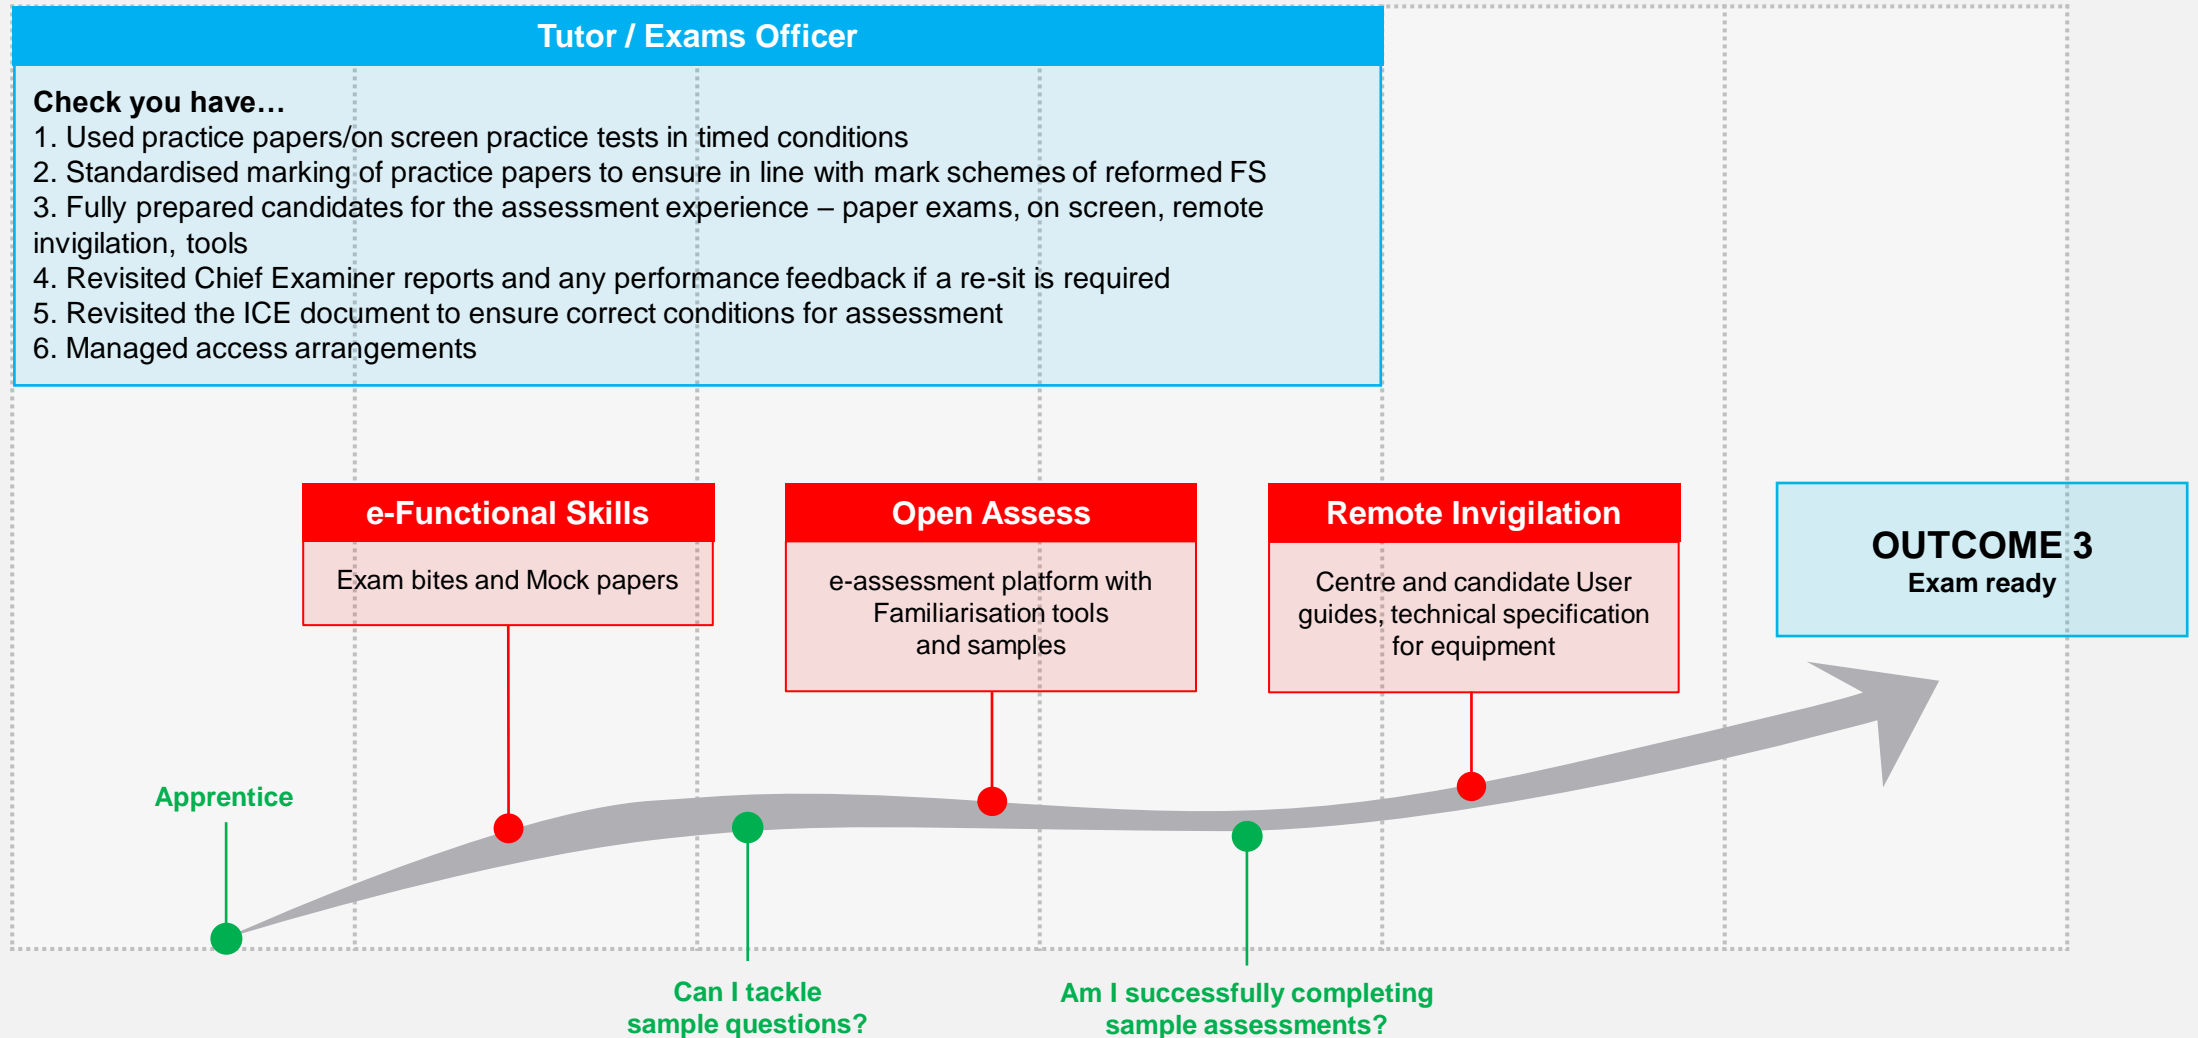 Tutor / Exams Officer
Check you have…
1. Used practice papers/on screen practice tests in timed conditions
2. Standardised marking of practice papers to ensure in line with mark schemes of reformed FS
3. Fully prepared candidates for the assessment experience – paper exams, on screen, remote
invigilation, tools
4. Revisited Chief Examiner reports and any performance feedback if a re-sit is required
5. Revisited the ICE document to ensure correct conditions for assessment
6. Managed access arrangements
e-Functional Skills
Exam bites and Mock papers
Open Assess
e-assessment platform with
Familiarisation tools
and samples
Remote Invigilation
Centre and candidate User
guides, technical specification
for equipment
OUTCOME 3
Exam ready
Apprentice
Can I tackle
sample questions?
Am I successfully completing
sample assessments?